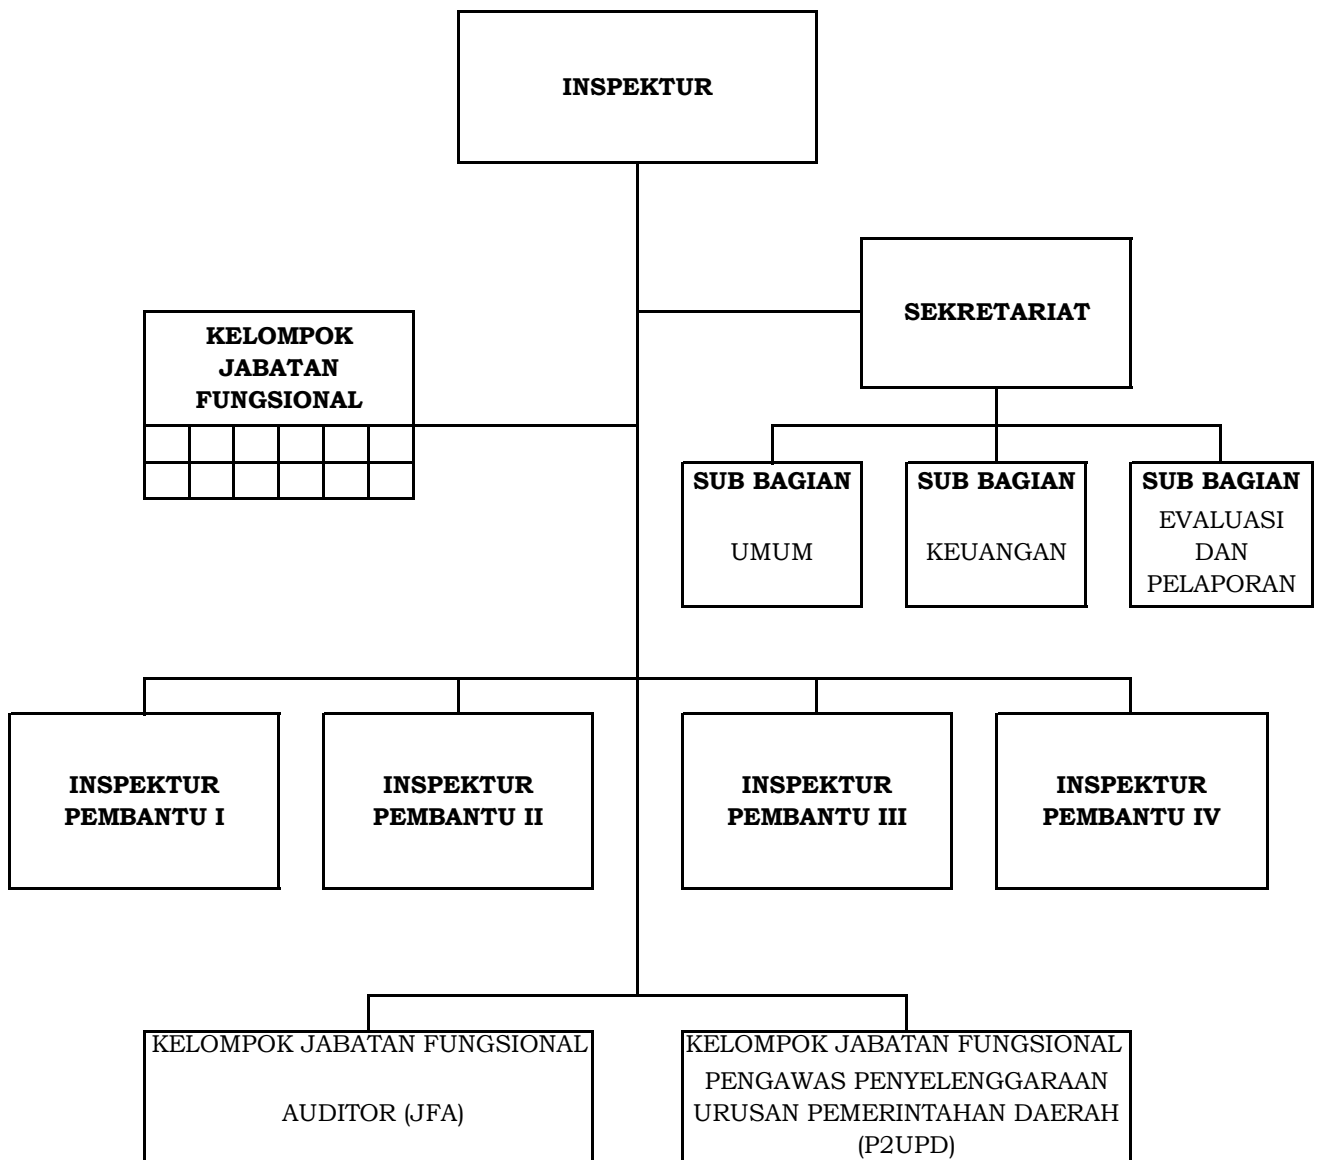 INSPEKTUR
SEKRETARIAT
KELOMPOK
JABATAN
FUNGSIONAL
SUB BAGIAN
UMUM
SUB BAGIAN
KEUANGAN
SUB BAGIAN
EVALUASI
DAN
PELAPORAN
INSPEKTUR
PEMBANTU I
INSPEKTUR
PEMBANTU II
INSPEKTUR
PEMBANTU III
INSPEKTUR
PEMBANTU IV
KELOMPOK JABATAN FUNGSIONAL
AUDITOR (JFA)
KELOMPOK JABATAN FUNGSIONAL
PENGAWAS PENYELENGGARAAN
URUSAN PEMERINTAHAN DAERAH
(P2UPD)